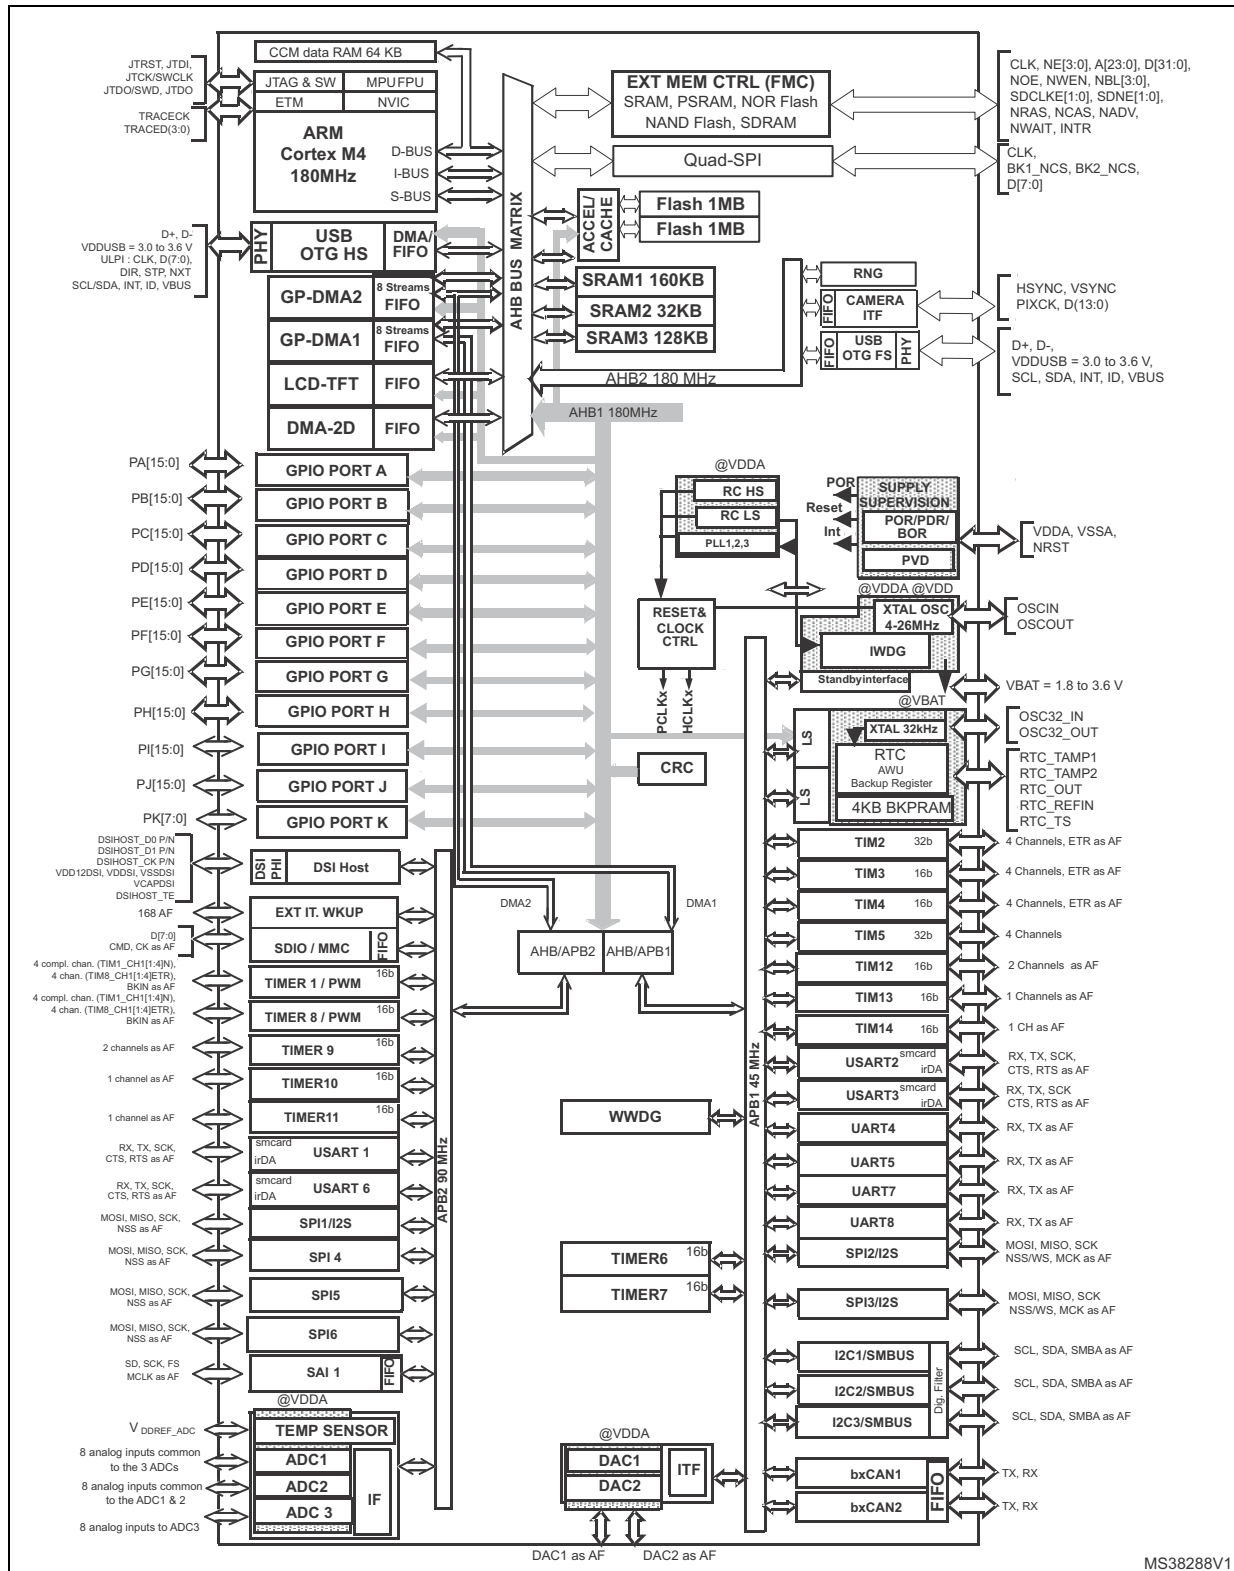 CCM data RAM 64 KB
JTRST, JTDI,
JTCK/SWCLK
JTDO/SWD, JTDO
TRACECK
TRACED(3:0)
JTAG & SW
MPU FPU
ETM
NVIC
ARM
Cortex M4
180MHz
D-BUS
I-BUS
S-BUS
AHB BUS MATRIX
EXT MEM CTRL (FMC)
SRAM, PSRAM, NOR Flash
NAND Flash, SDRAM
CLK, NE[3:0], A[23:0], D[31:0],
NOE, NWEN, NBL[3:0],
SDCLKE[1:0], SDNE[1:0],
NRAS, NCAS, NADV,
NWAIT, INTR
Quad-SPI
CLK,
BK1_NCS, BK2_NCS,
D[7:0]
ACCEL/
CACHE
Flash 1MB
Flash 1MB
D+, D-
VDDUSB = 3.0 to 3.6 V
ULPI : CLK, D(7:0),
DIR, STP, NXT
SCL/SDA, INT, ID, VBUS
PHY
USB
OTG HS
DMA/
FIFO
GP-DMA2
8 Streams
FIFO
GP-DMA1
8 Streams
FIFO
LCD-TFT
FIFO
DMA-2D
FIFO
SRAM1 160KB
SRAM2 32KB
SRAM3 128KB
RNG
FIFO
CAMERA
ITF
HSYNC, VSYNC
PIXCK, D(13:0)
FIFO
USB
OTG FS
PHY
D+, D-,
VDDUSB = 3.0 to 3.6 V,
SCL, SDA, INT, ID, VBUS
AHB2 180 MHz
AHB1 180MHz
PA[15:0]
GPIO PORT A
PB[15:0]
GPIO PORT B
PC[15:0]
GPIO PORT C
PD[15:0]
GPIO PORT D
PE[15:0]
GPIO PORT E
PF[15:0]
GPIO PORT F
PG[15:0]
GPIO PORT G
PH[15:0]
GPIO PORT H
PI[15:0]
GPIO PORT I
PJ[15:0]
GPIO PORT J
PK[7:0]
GPIO PORT K
@VDDA
RC HS
RC LS
PLL1,2,3
POR
Reset
Int
SUPPLY
SUPERVISION
POR/PDR/
BOR
PVD
VDDA, VSSA,
NRST
@VDDA @VDD
XTAL OSC
4-26MHz
OSCIN
OSCOUT
IWDG
RESET&
CLOCK
CTRL
PCLKx
HCLKx
Standbyinterface
VBAT = 1.8 to 3.6 V
@VBAT
LS
LS
XTAL 32kHz
OSC32_IN
OSC32_OUT
RTC
AWU
Backup Register
4KB BKPRAM
RTC_TAMP1
RTC_TAMP2
RTC_OUT
RTC_REFIN
RTC_TS
CRC
DSIHOST_D0 P/N
DSIHOST_D1 P/N
DSIHOST_CK P/N
VDD12DSI, VDDSI, VSSDSI
VCAPDSI
DSIHOST_TE
DSI
PHI
DSI Host
168 AF
EXT IT. WKUP
D[7:0]
CMD, CK as AF
SDIO / MMC
FIFO
4 compl. chan. (TIM1_CH1[1:4]N),
4 chan. (TIM8_CH1[1:4]ETR),
BKIN as AF
TIMER 1 / PWM
16b
4 compl. chan. (TIM1_CH1[1:4]N),
4 chan. (TIM8_CH1[1:4]ETR),
BKIN as AF
TIMER 8 / PWM
16b
2 channels as AF
TIMER 9
16b
1 channel as AF
TIMER10
16b
1 channel as AF
TIMER11
16b
RX, TX, SCK,
CTS, RTS as AF
smcard
irDA
USART 1
RX, TX, SCK,
CTS, RTS as AF
smcard
irDA
USART 6
MOSI, MISO, SCK,
NSS as AF
SPI1/I2S
MOSI, MISO, SCK,
NSS as AF
SPI 4
MOSI, MISO, SCK,
NSS as AF
SPI5
MOSI, MISO, SCK,
NSS as AF
SPI6
SD, SCK, FS
MCLK as AF
SAI 1
FIFO
@VDDA
VDDREF_ADC
TEMP SENSOR
8 analog inputs common
to the 3 ADCs
ADC1
8 analog inputs common
to the ADC1 & 2
ADC2
8 analog inputs to ADC3
ADC 3
IF
APB2 90 MHz
DMA2
DMA1
AHB/APB2
AHB/APB1
WWDG
TIMER6
16b
TIMER7
16b
@VDDA
DAC1
DAC2
ITF
DAC1 as AF
DAC2 as AF
APB1 45 MHz
TIM2
32b
4 Channels, ETR as AF
TIM3
16b
4 Channels, ETR as AF
TIM4
16b
4 Channels, ETR as AF
TIM5
32b
4 Channels
TIM12
16b
2 Channels as AF
TIM13
16b
1 Channels as AF
TIM14
16b
1 CH as AF
USART2
smcard
irDA
RX, TX, SCK,
CTS, RTS as AF
USART3
smcard
irDA
RX, TX, SCK
CTS, RTS as AF
UART4
RX, TX as AF
UART5
RX, TX as AF
UART7
RX, TX as AF
UART8
RX, TX as AF
SPI2/I2S
MOSI, MISO, SCK
NSS/WS, MCK as AF
SPI3/I2S
MOSI, MISO, SCK
NSS/WS, MCK as AF
I2C1/SMBUS
SCL, SDA, SMBA as AF
I2C2/SMBUS
SCL, SDA, SMBA as AF
I2C3/SMBUS
SCL, SDA, SMBA as AF
Dig. Filter
bxCAN1
TX, RX
bxCAN2
TX, RX
FIFO
MS38288V1